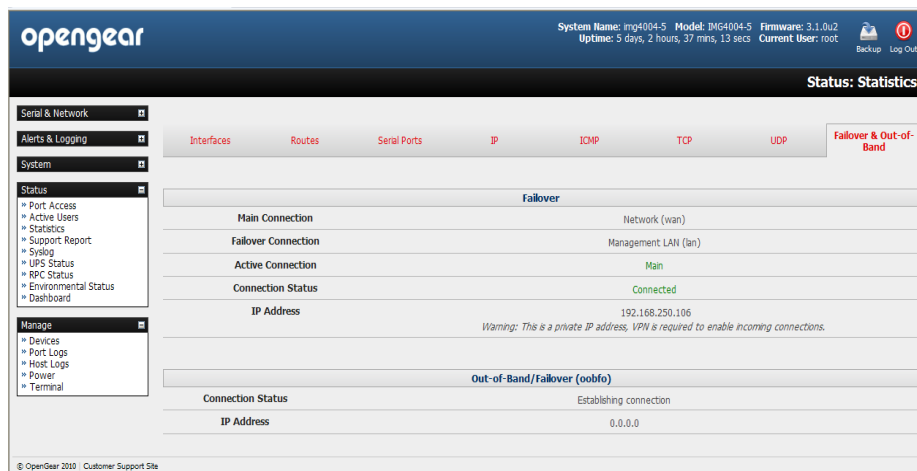 opengear
System Name: img4004-5 Model: IMG4004-5 Firmware: 3.1.0u2
Uptime: 5 days, 2 hours, 37 mins, 13 secs Current User: root
Backup Log Out
Status: Statistics
Serial & Network
Alerts & Logging
System
Status
» Port Access
» Active Users
» Statistics
» Support Report
» Syslog
» UPS Status
» RPC Status
» Environmental Status
» Dashboard
Manage
» Devices
» Port Logs
» Host Logs
» Power
» Terminal
Interfaces Routes Serial Ports IP ICMP TCP UDP Failover & Out-of-
Band
Failover
Main Connection Network (wan)
Failover Connection Management LAN (lan)
Active Connection Main
Connection Status Connected
IP Address 192.168.250.106
Warning: This is a private IP address, VPN is required to enable incoming connections.
Out-of-Band/Failover (oobfo)
Connection Status Establishing connection
IP Address 0.0.0.0
© OpenGear 2010 | Customer Support Site